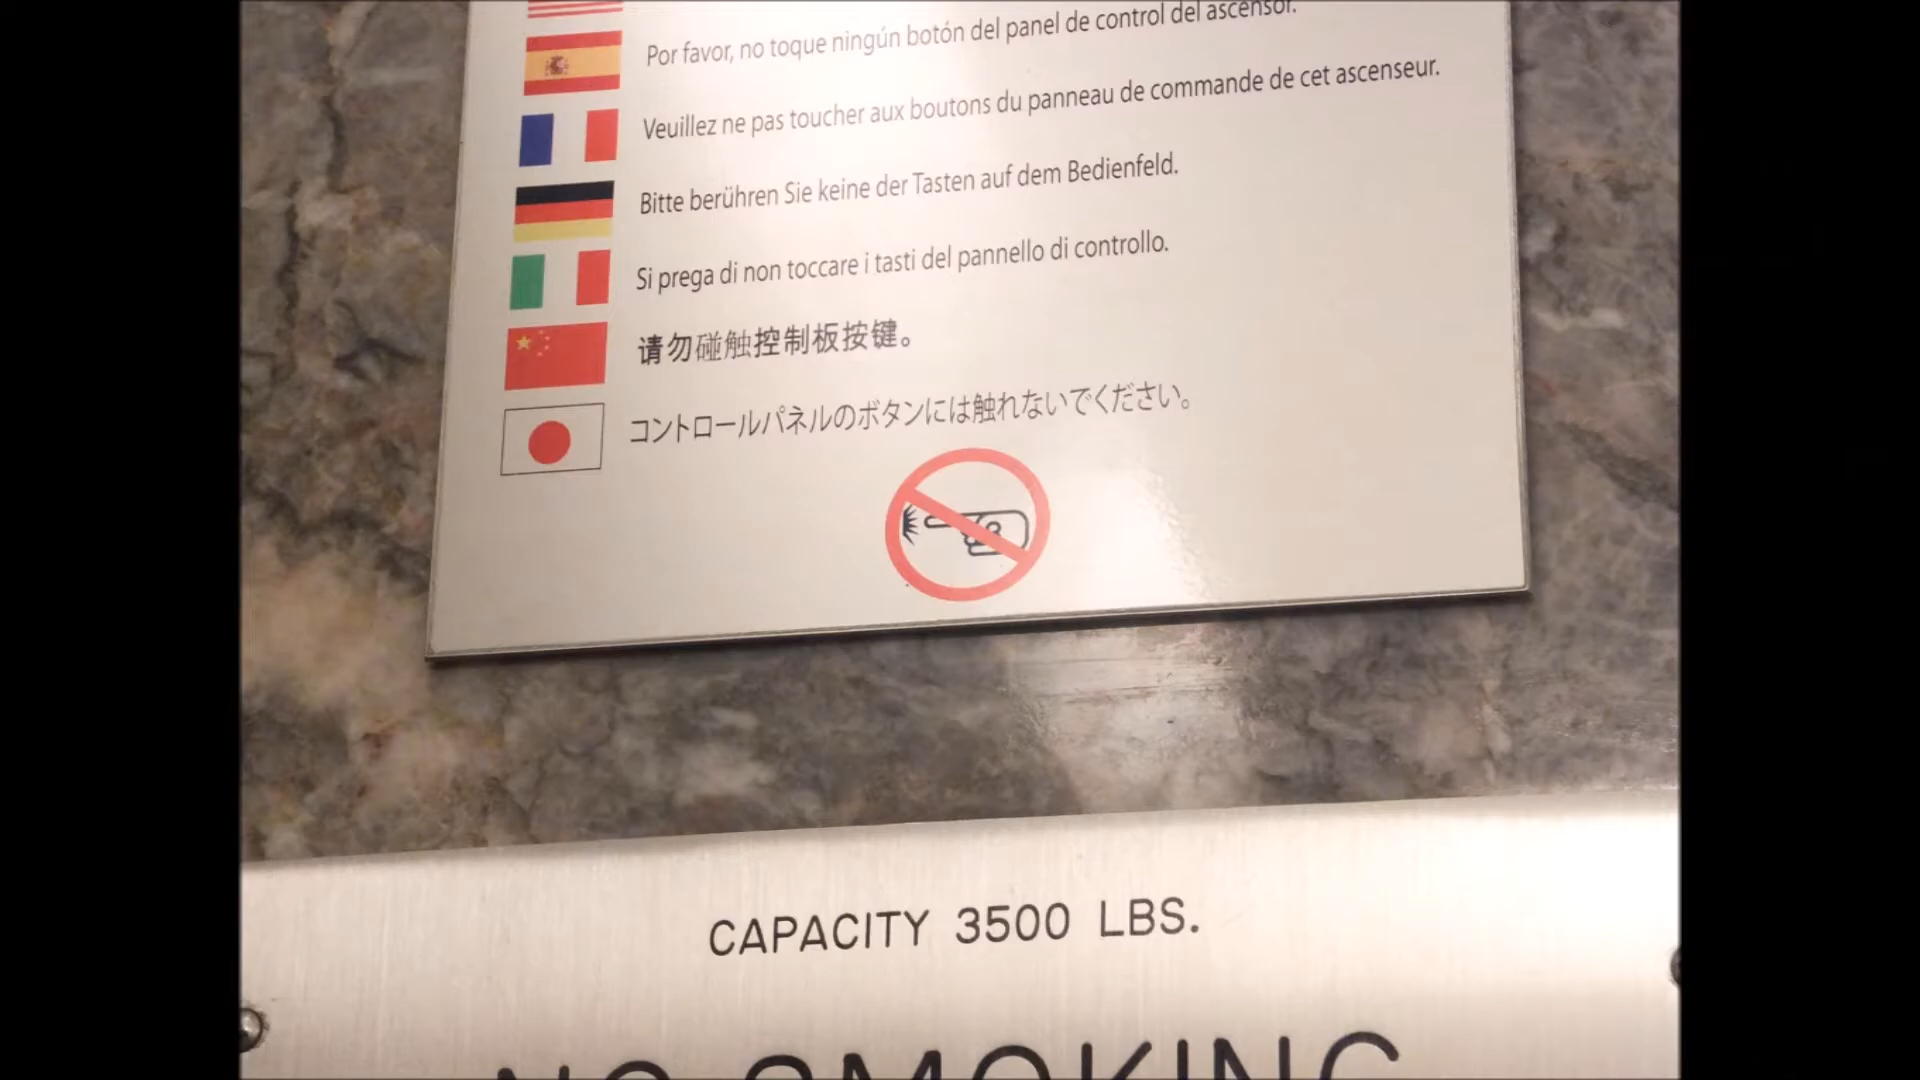 Por favor, no toque ningún botón del panel de control del ascensor.
Veuillez ne pas toucher aux boutons du panneau de commande de cet ascenseur.
Bitte berühren Sie keine der Tasten auf dem Bedienfeld.
Si prega di non toccare i tasti del pannello di controllo.
请勿碰触控制板按键。
コントロールパネルのボタンには触れないでください。
CAPACITY 3500 LBS.
NO SMOKING